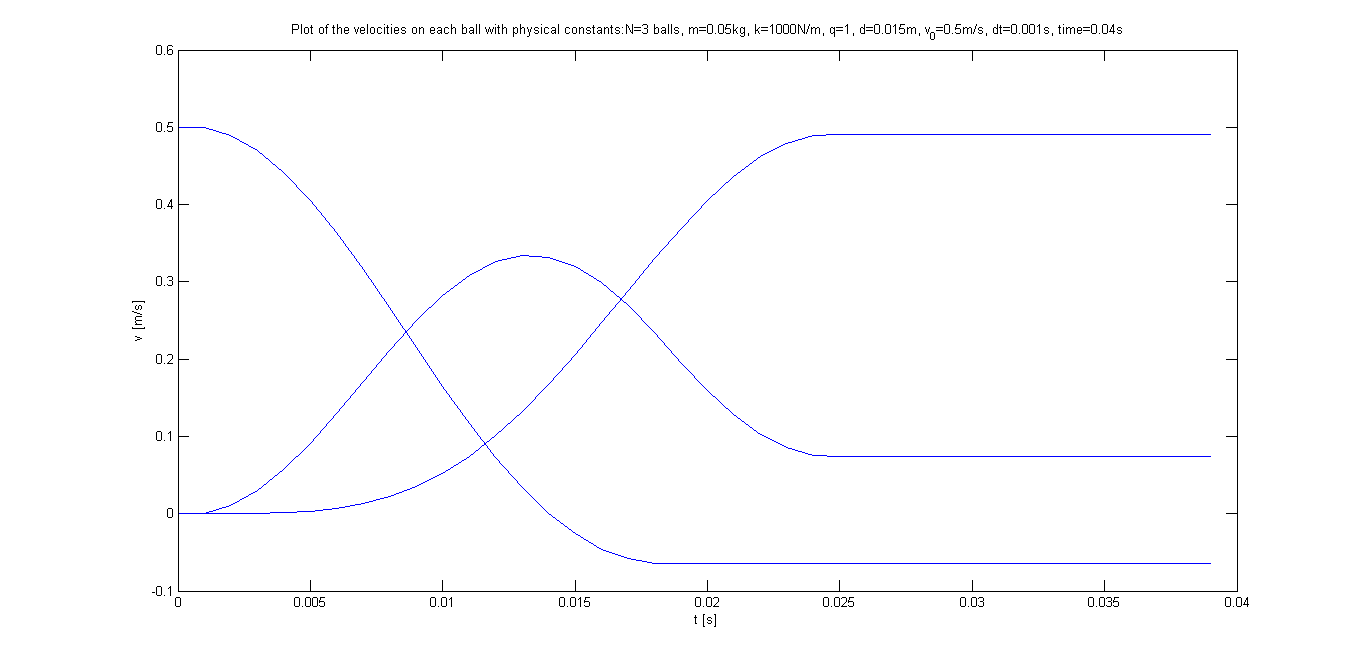 Plot of the velocities on each ball with physical constants:N=3 balls, m=0.05kg, k=1000N/m, q=1, d=0.015m, v0=0.5m/s, dt=0.001s, time=0.04s
0.6
0.5
0.4
0.3
0.2
0.1
0
-0.1
v [m/s]
0 0.005 0.01 0.015 0.02 0.025 0.03 0.035 0.04
t [s]